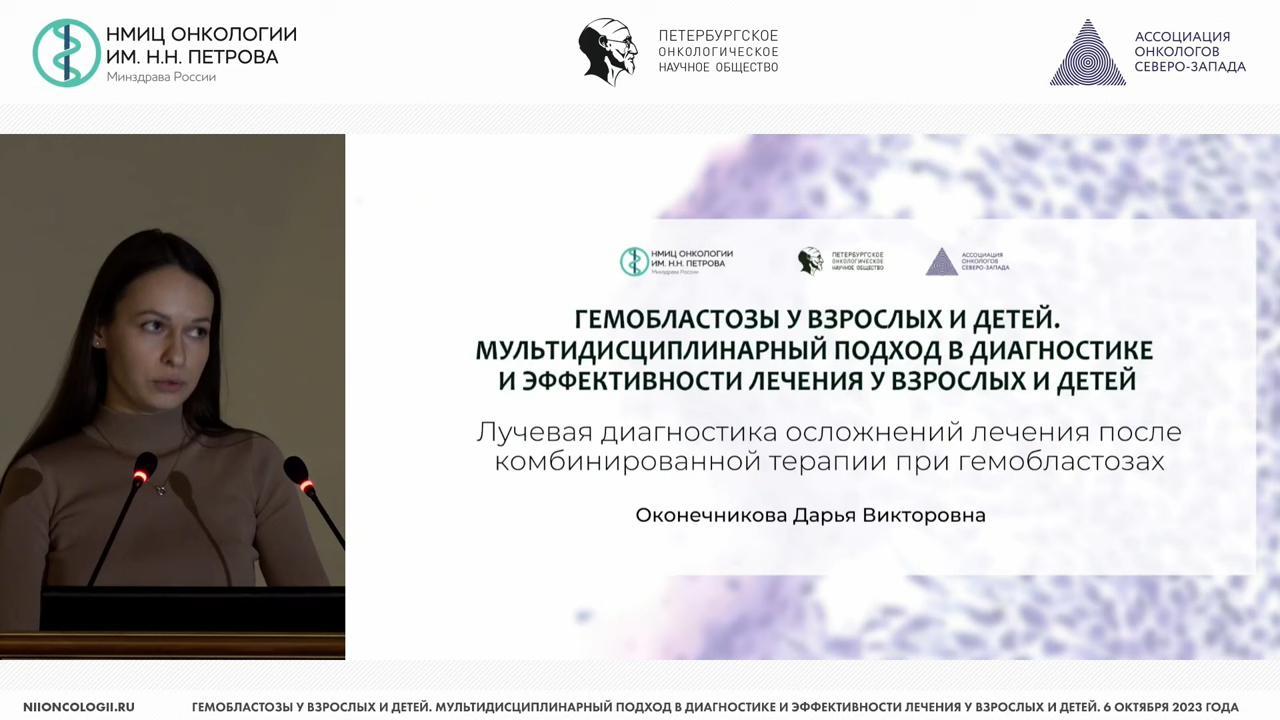 НМИЦ ОНКОЛОГИИ
ИМ. Н.Н. ПЕТРОВА
Минздрава России
ПЕТЕРБУРГСКОЕ
ОНКОЛОГИЧЕСКОЕ
НАУЧНОЕ ОБЩЕСТВО
АССОЦИАЦИЯ
ОНКОЛОГОВ
СЕВЕРО-ЗАПАДА
НМИЦ ОНКОЛОГИИ
ИМ. Н.Н. ПЕТРОВА
Минздрава России
ПЕТЕРБУРГСКОЕ
ОНКОЛОГИЧЕСКОЕ
НАУЧНОЕ ОБЩЕСТВО
АССОЦИАЦИЯ
ОНКОЛОГОВ
СЕВЕРО-ЗАПАДА
ГЕМОБЛАСТОЗЫ У ВЗРОСЛЫХ И ДЕТЕЙ.
МУЛЬТИДИСЦИПЛИНАРНЫЙ ПОДХОД В ДИАГНОСТИКЕ
И ЭФФЕКТИВНОСТИ ЛЕЧЕНИЯ У ВЗРОСЛЫХ И ДЕТЕЙ
Лучевая диагностика осложнений лечения после
комбинированной терапии при гемобластозах
Оконечникова Дарья Викторовна
NIIONCOLOGII.RU
ГЕМОБЛАСТОЗЫ У ВЗРОСЛЫХ И ДЕТЕЙ. МУЛЬТИДИСЦИПЛИНАРНЫЙ ПОДХОД В ДИАГНОСТИКЕ И ЭФФЕКТИВНОСТИ ЛЕЧЕНИЯ У ВЗРОСЛЫХ И ДЕТЕЙ. 6 ОКТЯБРЯ 2023 ГОДА